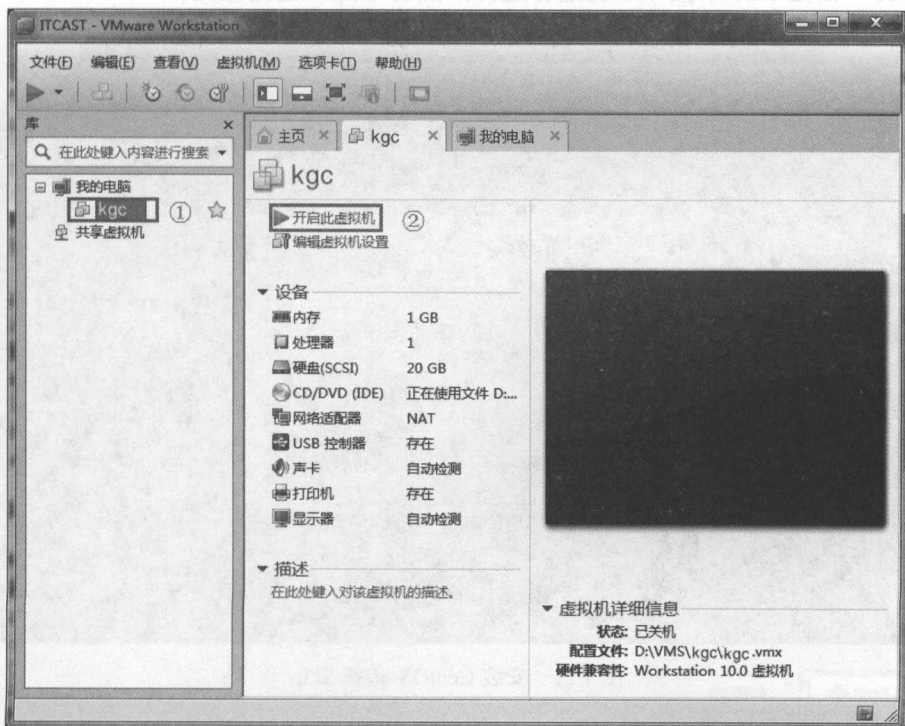 ITCAST - VMware Workstation
文件(F) 编辑(E) 查看(V) 虚拟机(M) 选项卡(T) 帮助(H)
库
在此处键入内容进行搜索
我的电脑
kgc ①
共享虚拟机
主页 kgc 我的电脑
kgc
开启此虚拟机 ②
编辑虚拟机设置
设备
内存 1 GB
处理器 1
硬盘(SCSI) 20 GB
CD/DVD (IDE) 正在使用文件 D:...
网络适配器 NAT
USB 控制器 存在
声卡 自动检测
打印机 存在
显示器 自动检测
描述
在此处键入对该虚拟机的描述。
虚拟机详细信息
状态: 已关机
配置文件: D:\VMS\kgc\kgc.vmx
硬件兼容性: Workstation 10.0 虚拟机